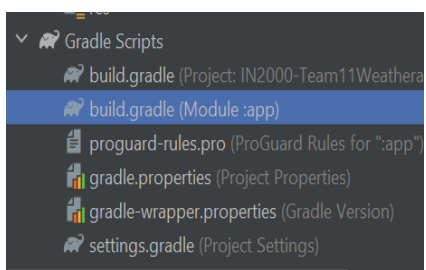 Gradle Scripts
build.gradle (Project: IN2000-Team11Weathera
build.gradle (Module :app)
proguard-rules.pro (ProGuard Rules for ":app")
gradle.properties (Project Properties)
gradle-wrapper.properties (Gradle Version)
settings.gradle (Project Settings)